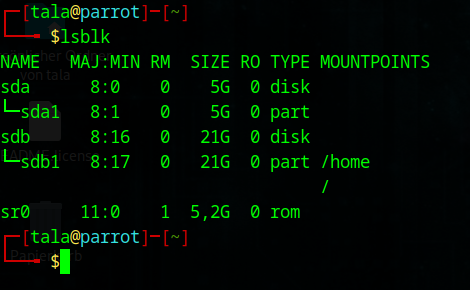 ┌─[tala@parrot]─[~]
└──╼ $lsblk
NAME   MAJ:MIN RM  SIZE RO TYPE MOUNTPOINTS
sda      8:0    0    5G  0 disk
└─sda1   8:1    0    5G  0 part
sdb      8:16   0   21G  0 disk
└─sdb1   8:17   0   21G  0 part /home
                                /
sr0     11:0    1  5,2G  0 rom
┌─[tala@parrot]─[~]
└──╼ $